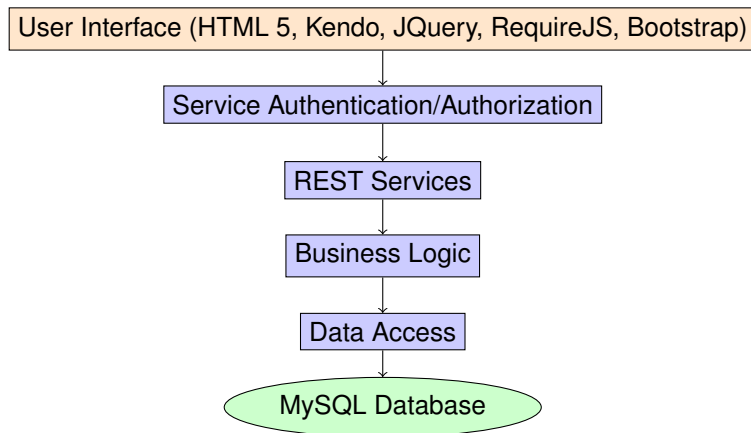 User Interface (HTML 5, Kendo, JQuery, RequireJS, Bootstrap)
Service Authentication/Authorization
REST Services
Business Logic
Data Access
MySQL Database